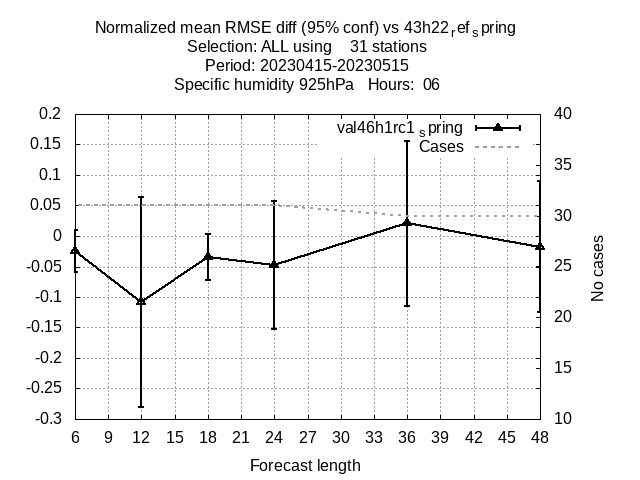 Normalized mean RMSE diff (95% conf) vs 43h22refspring
Selection: ALL using 31 stations
Period: 20230415-20230515
Specific humidity 925hPa Hours: 06
val46h1rc1spring
Cases
0.2
0.15
0.1
0.05
0
-0.05
-0.1
-0.15
-0.2
-0.25
-0.3
40
35
30
25
20
15
10
No cases
6 9 12 15 18 21 24 27 30 33 36 39 42 45 48
Forecast length